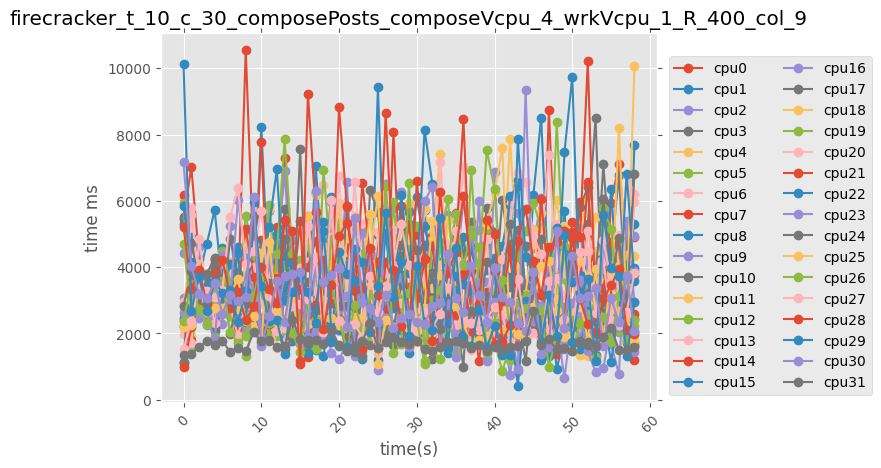 firecracker_t_10_c_30_composePosts_composeVcpu_4_wrkVcpu_1_R_400_col_9
time ms
10000
8000
6000
4000
2000
0
0
10
20
30
40
50
60
time(s)
cpu0
cpu1
cpu2
cpu3
cpu4
cpu5
cpu6
cpu7
cpu8
cpu9
cpu10
cpu11
cpu12
cpu13
cpu14
cpu15
cpu16
cpu17
cpu18
cpu19
cpu20
cpu21
cpu22
cpu23
cpu24
cpu25
cpu26
cpu27
cpu28
cpu29
cpu30
cpu31